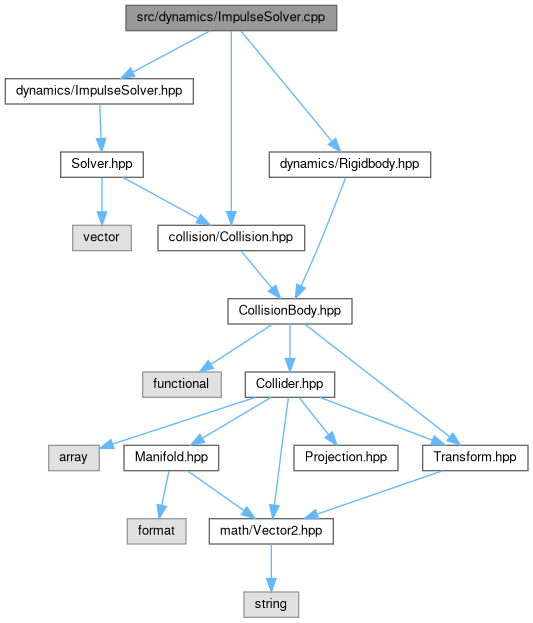 src/dynamics/ImpulseSolver.cpp
dynamics/ImpulseSolver.hpp
Solver.hpp
dynamics/Rigidbody.hpp
vector
collision/Collision.hpp
CollisionBody.hpp
functional
Collider.hpp
array
Manifold.hpp
Projection.hpp
Transform.hpp
format
math/Vector2.hpp
string